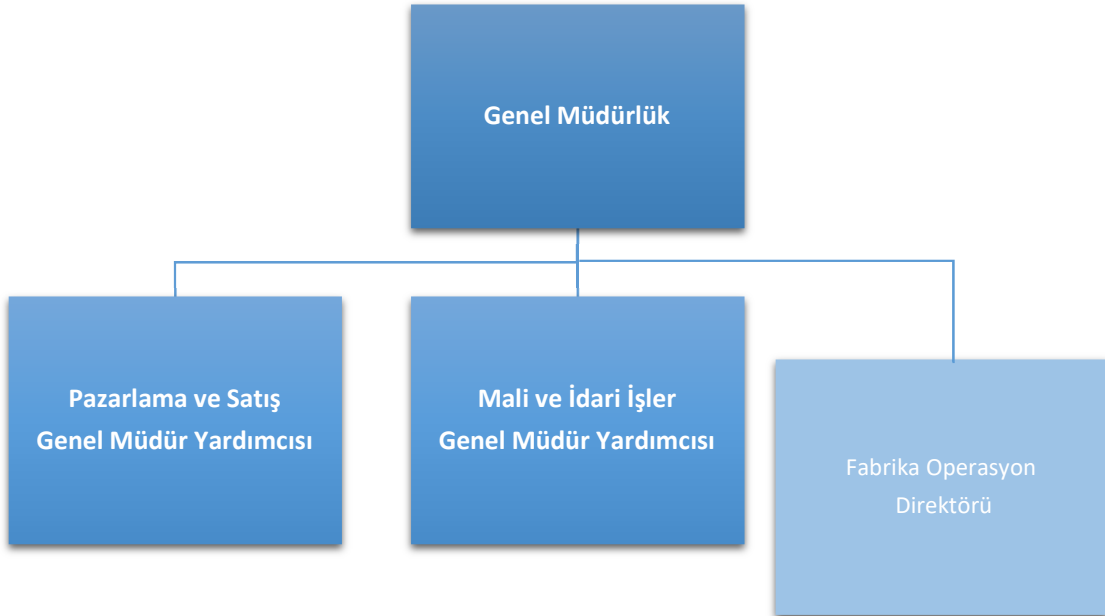 Genel Müdürlük
Pazarlama ve Satış
Genel Müdür Yardımcısı
Mali ve İdari İşler
Genel Müdür Yardımcısı
Fabrika Operasyon
Direktörü